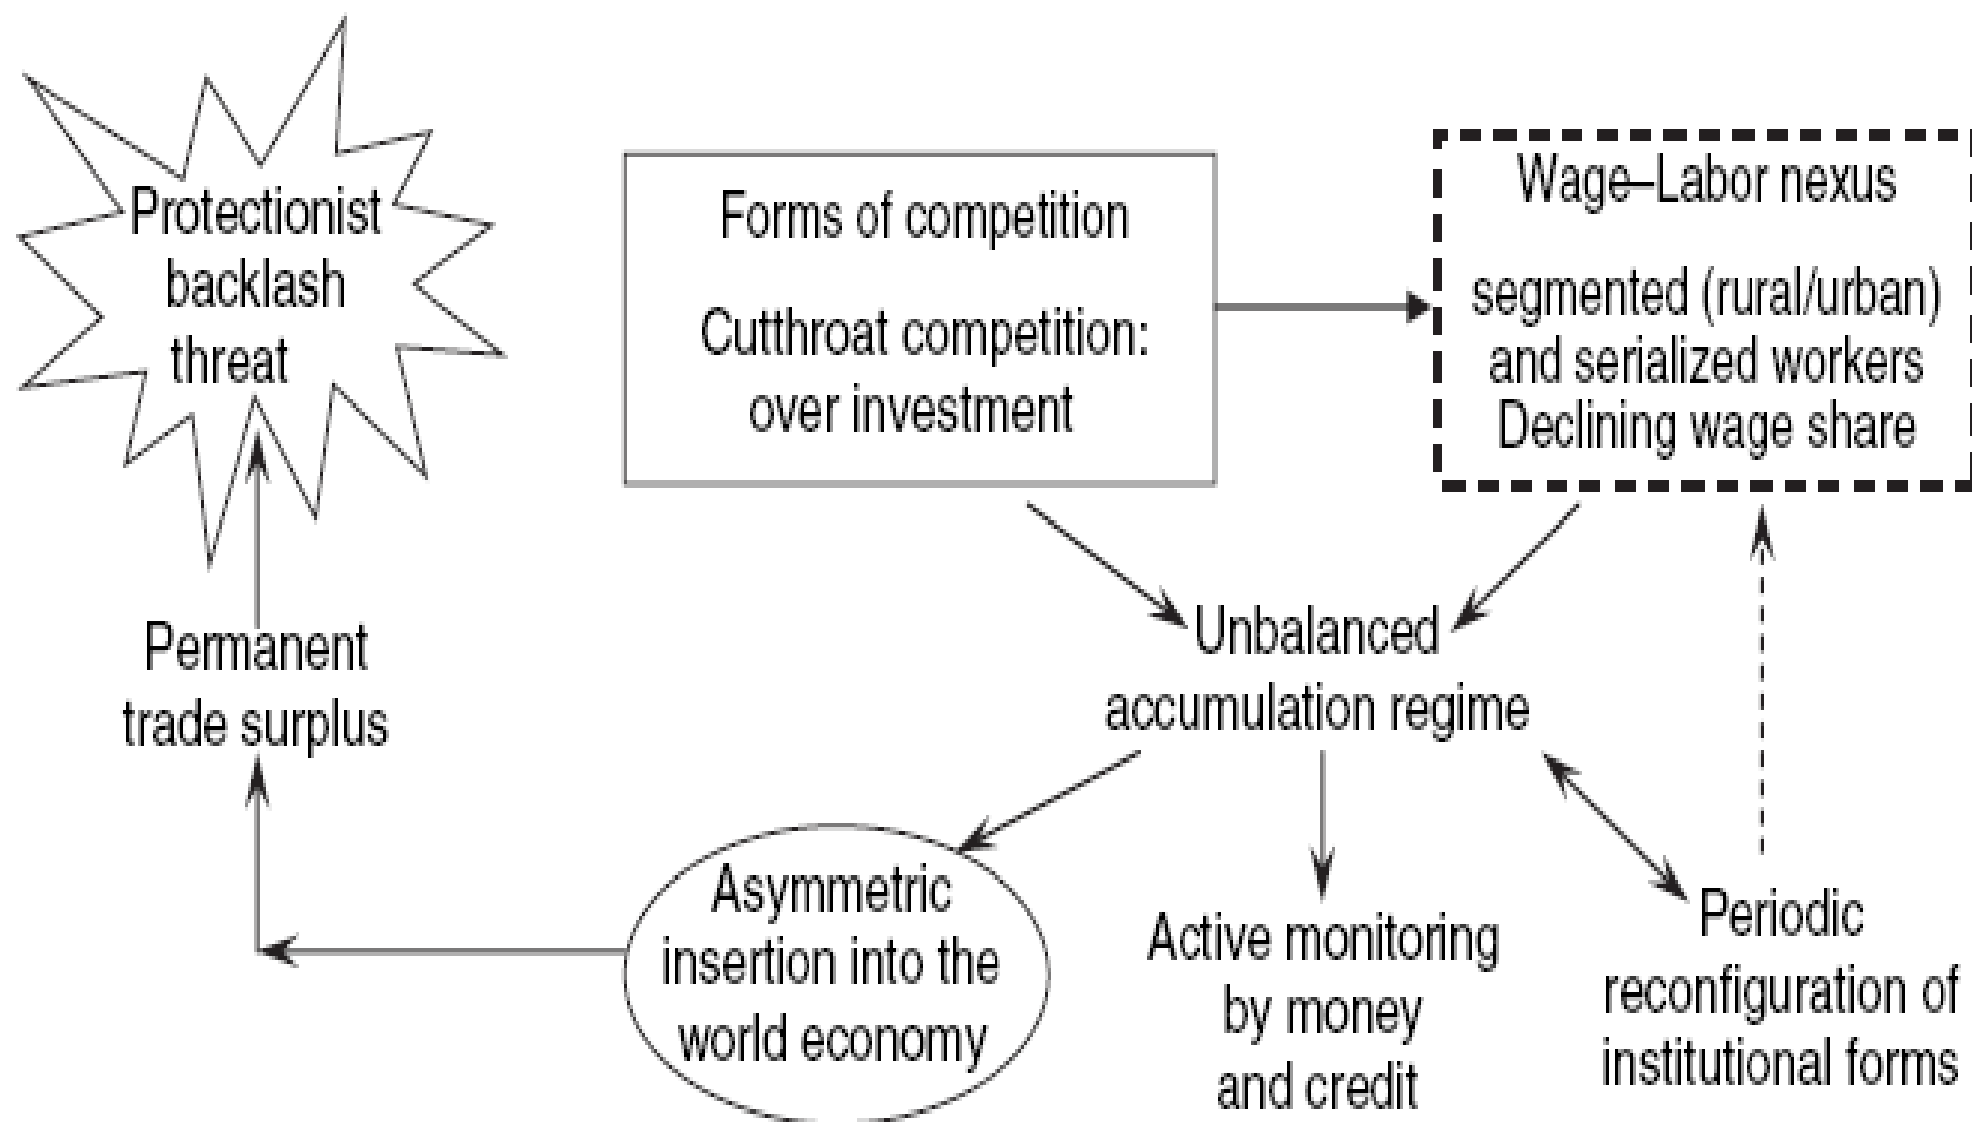 Protectionist
backlash
threat
Forms of competition
Cutthroat competition:
over investment
Wage–Labor nexus
segmented (rural/urban)
and serialized workers
Declining wage share
Permanent
trade surplus
Unbalanced
accumulation regime
Asymmetric
insertion into the
world economy
Active monitoring
by money
and credit
Periodic
reconfiguration of
institutional forms